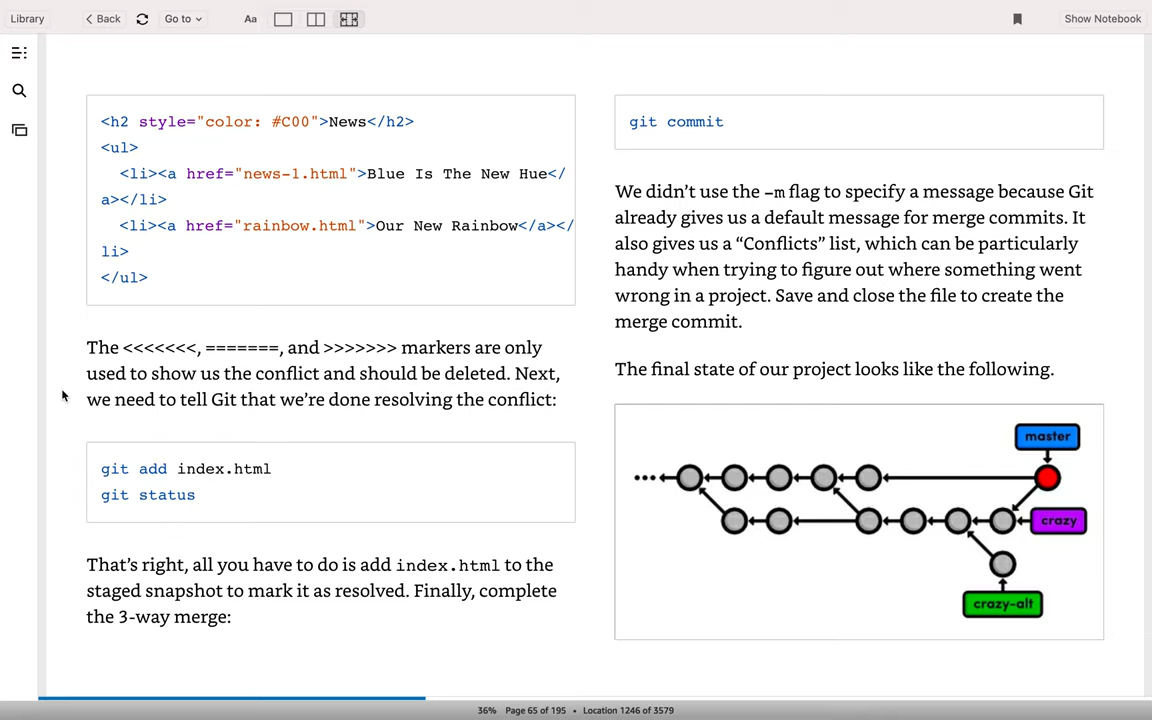 Library
Back
Go to
Aa
Show Notebook
<h2 style="color: #C00">News</h2>
<ul>
<li><a href="news-1.html">Blue Is The New Hue</
a></li>
<li><a href="rainbow.html">Our New Rainbow</a></
li>
</ul>
The <<<<<<<, =======, and >>>>>>> markers are only
used to show us the conflict and should be deleted. Next,
we need to tell Git that we’re done resolving the conflict:
git add index.html
git status
That’s right, all you have to do is add index.html to the
staged snapshot to mark it as resolved. Finally, complete
the 3-way merge:
git commit
We didn’t use the -m flag to specify a message because Git
already gives us a default message for merge commits. It
also gives us a “Conflicts” list, which can be particularly
handy when trying to figure out where something went
wrong in a project. Save and close the file to create the
merge commit.
The final state of our project looks like the following.
master
crazy
crazy-alt
36% Page 65 of 195 • Location 1246 of 3579